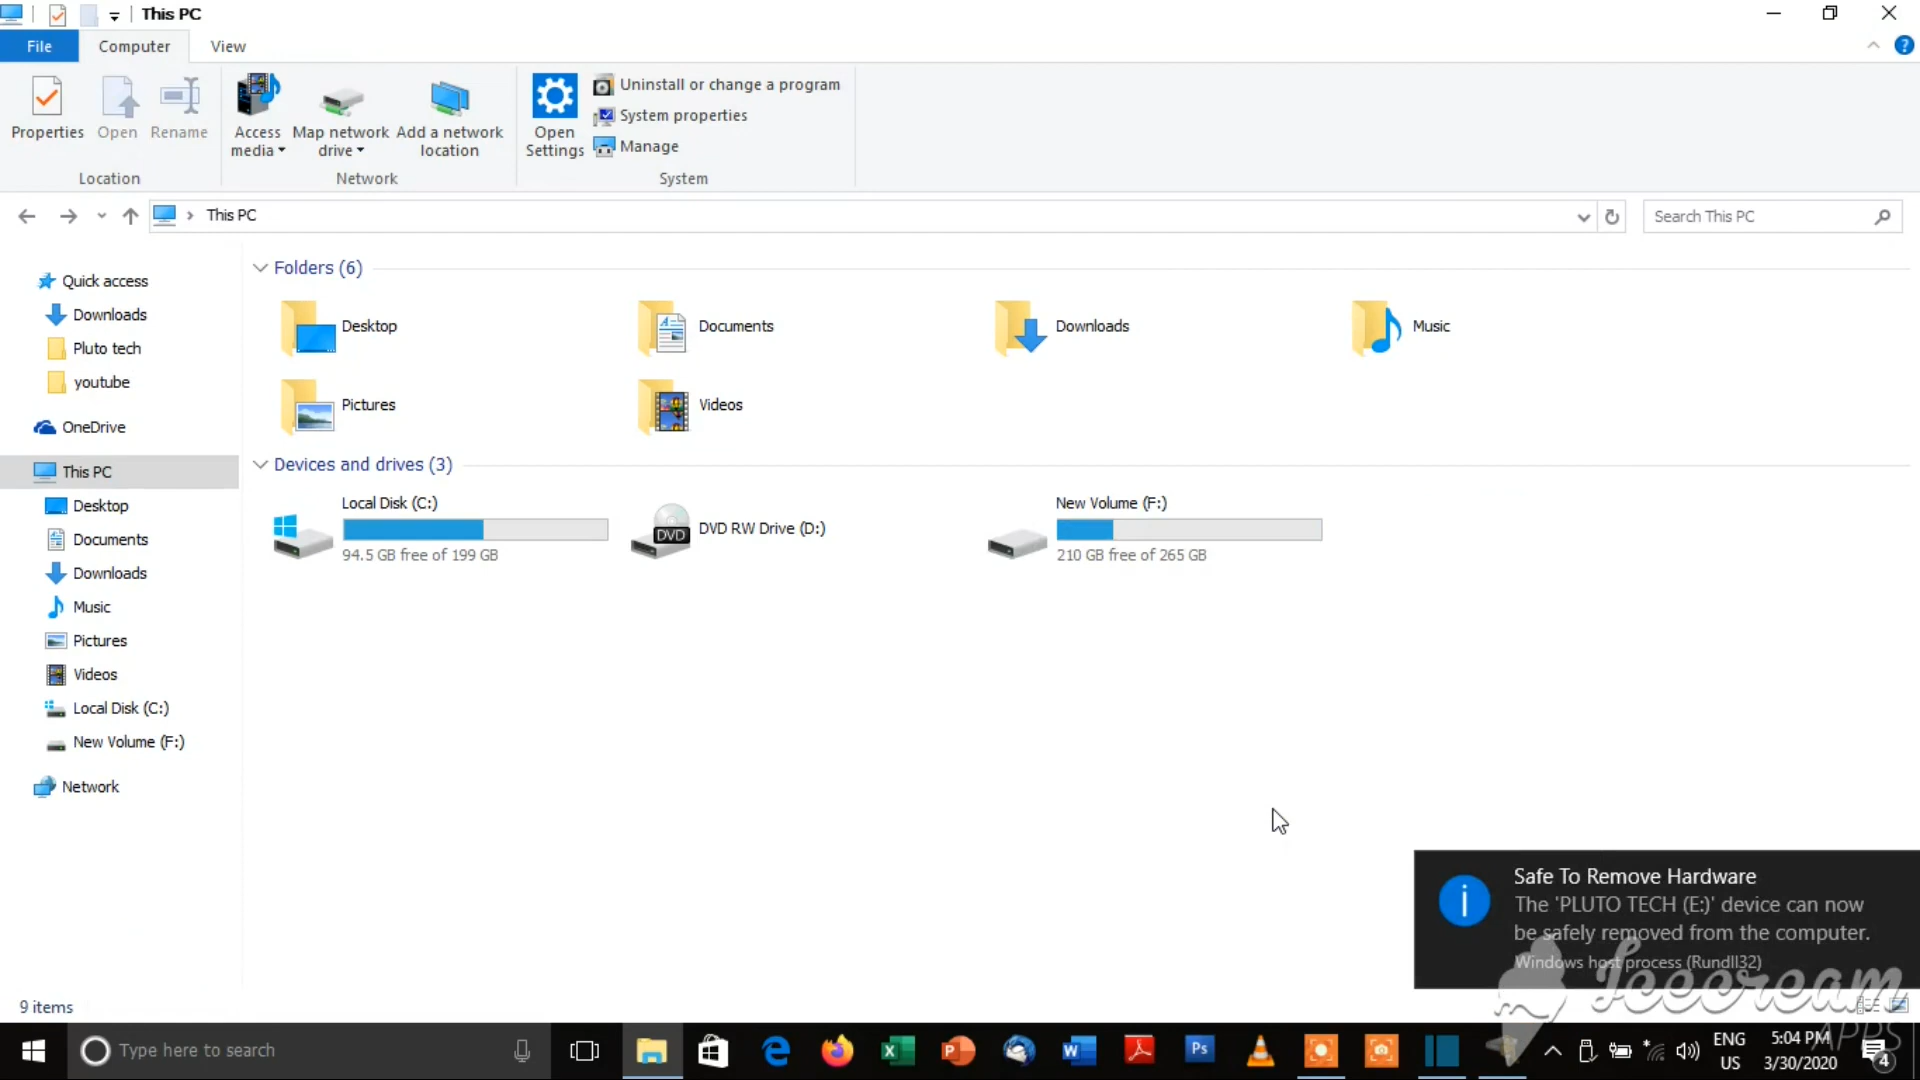 This PC
File Computer View
Properties Open Rename
Access media Map network drive Add a network location
Open Settings
Uninstall or change a program
System properties
Manage
Location Network System
This PC
Search This PC
Quick access
Downloads
Pluto tech
youtube
OneDrive
This PC
Desktop
Documents
Downloads
Music
Pictures
Videos
Local Disk (C:)
New Volume (F:)
Network
Folders (6)
Desktop Documents Downloads Music
Pictures Videos
Devices and drives (3)
Local Disk (C:)
94.5 GB free of 199 GB
DVD
DVD RW Drive (D:)
New Volume (F:)
210 GB free of 265 GB
Safe To Remove Hardware
The 'PLUTO TECH (E:)' device can now
be safely removed from the computer.
Windows host process (Rundll32)
Icecream
APPS
9 items
Type here to search
Ps
ENG
US
5:04 PM
3/30/2020
4